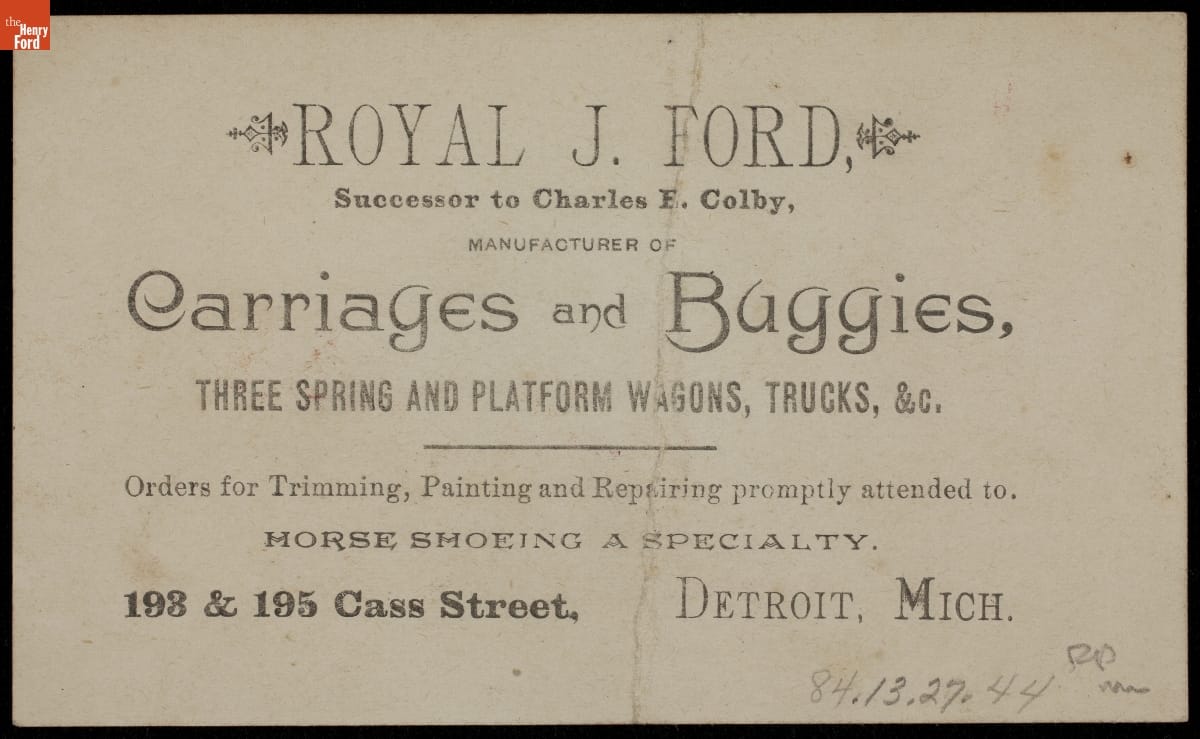 the
Henry
Ford
ROYAL J. FORD,
Successor to Charles E. Colby,
MANUFACTURER OF
Carriages and Buggies,
THREE SPRING AND PLATFORM WAGONS, TRUCKS, &c.
Orders for Trimming, Painting and Repairing promptly attended to.
HORSE SHOEING A SPECIALTY.
193 & 195 Cass Street, DETROIT, MICH.
84.13.27.44